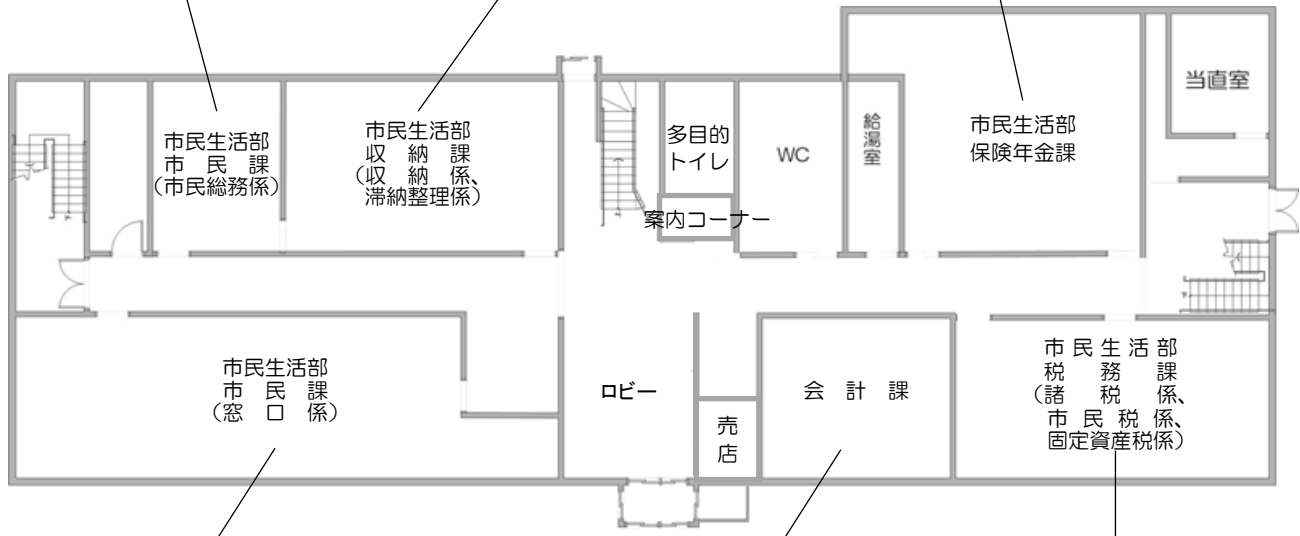 市民生活部
市民課
(市民総務係)
市民生活部
収納課
(収納係、
滞納整理係)
多目的
トイレ
案内コーナー
WC
給湯室
市民生活部
保険年金課
当直室
市民生活部
市民課
(窓口係)
ロビー
売店
会計課
市民生活部
税務課
(諸税係、
市民税係、
固定資産税係)